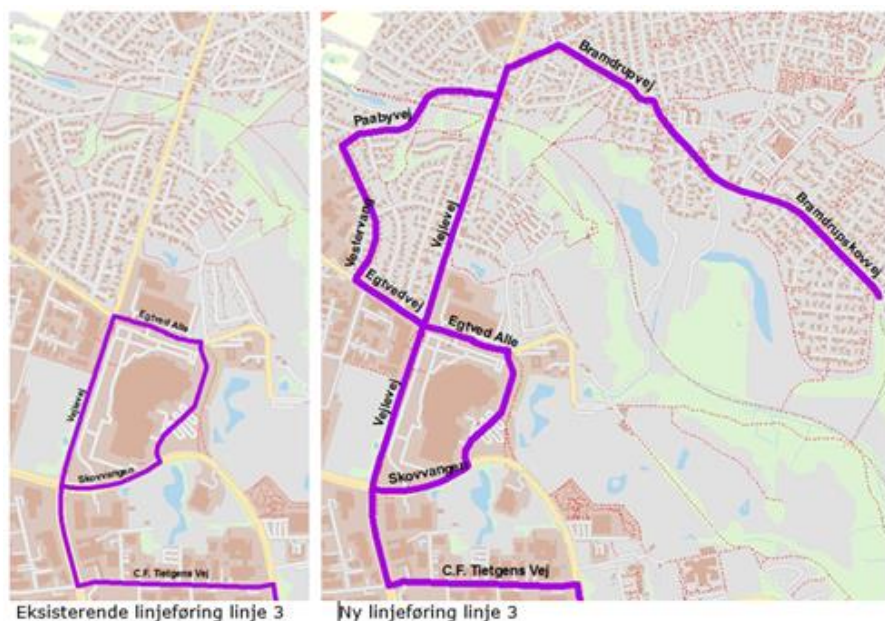 Egtved Alle
Vejlevej
Skovvangen
C.F. Tietgens Vej
Eksisterende linjeføring linje 3
Bramdrupvej
Paabyvej
Vejlevej
Vestervang
Bramdrupskovvej
Egtvedvej
Egtved Alle
Vejlevej
Skovvangen
C.F. Tietgens Vej
Ny linjeføring linje 3